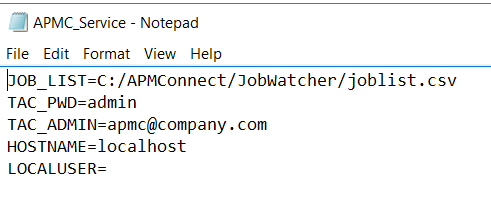 APMC_Service - Notepad
File Edit Format View Help
JOB_LIST=C:/APMConnect/JobWatcher/joblist.csv
TAC_PWD=admin
TAC_ADMIN=apmc@company.com
HOSTNAME=localhost
LOCALUSER=